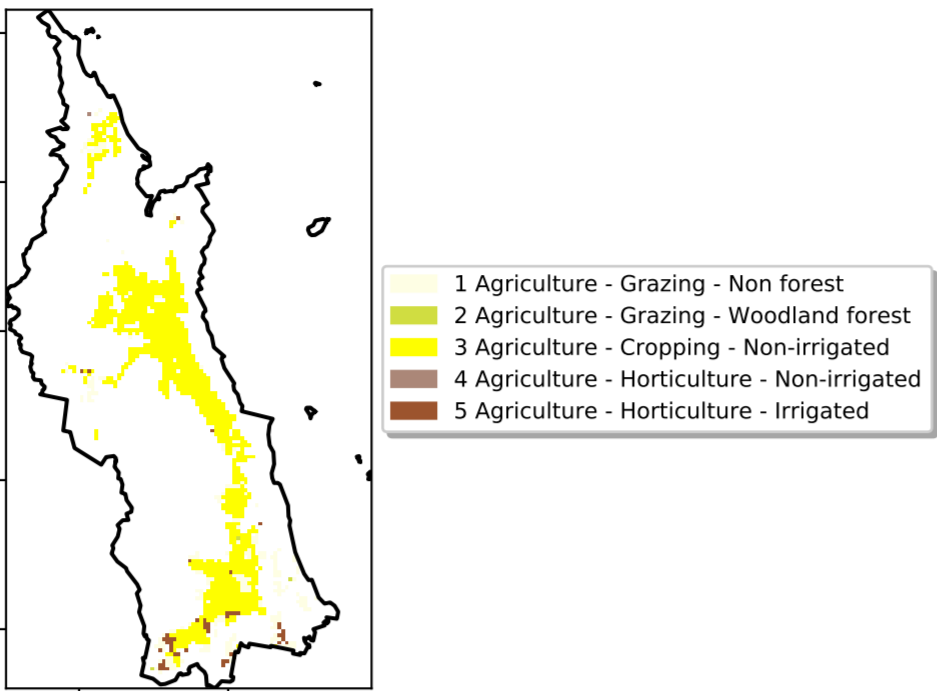 1 Agriculture - Grazing - Non forest
2 Agriculture - Grazing - Woodland forest
3 Agriculture - Cropping - Non-irrigated
4 Agriculture - Horticulture - Non-irrigated
5 Agriculture - Horticulture - Irrigated